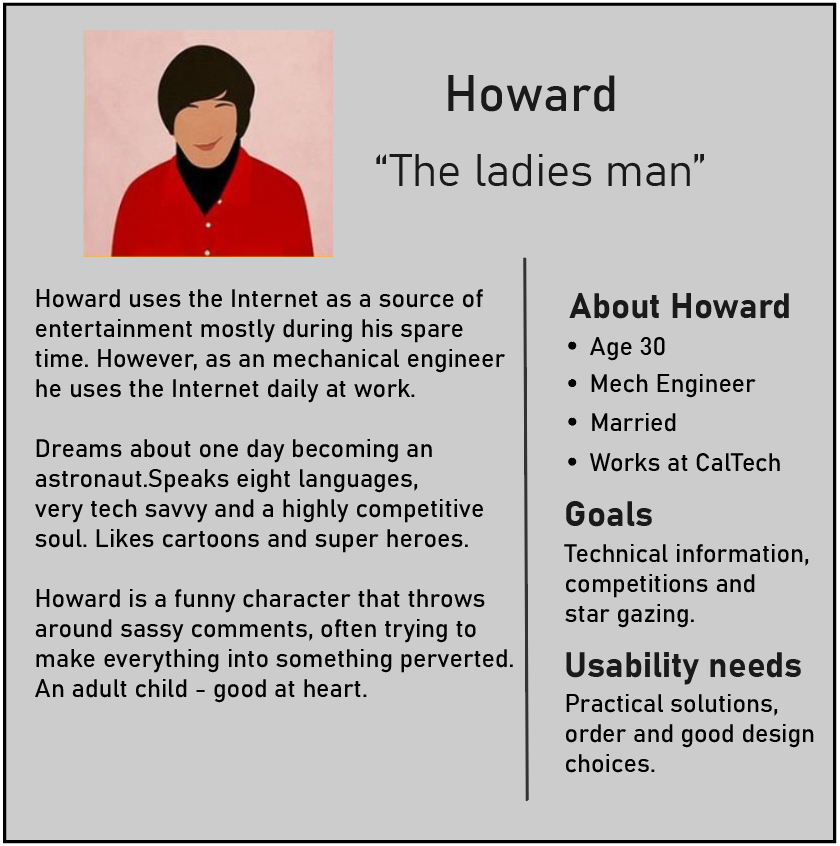 Howard
“The ladies man”
Howard uses the Internet as a source of
entertainment mostly during his spare
time. However, as an mechanical engineer
he uses the Internet daily at work.
Dreams about one day becoming an
astronaut.Speaks eight languages,
very tech savvy and a highly competitive
soul. Likes cartoons and super heroes.
Howard is a funny character that throws
around sassy comments, often trying to
make everything into something perverted.
An adult child - good at heart.
About Howard
• Age 30
• Mech Engineer
• Married
• Works at CalTech
Goals
Technical information,
competitions and
star gazing.
Usability needs
Practical solutions,
order and good design
choices.